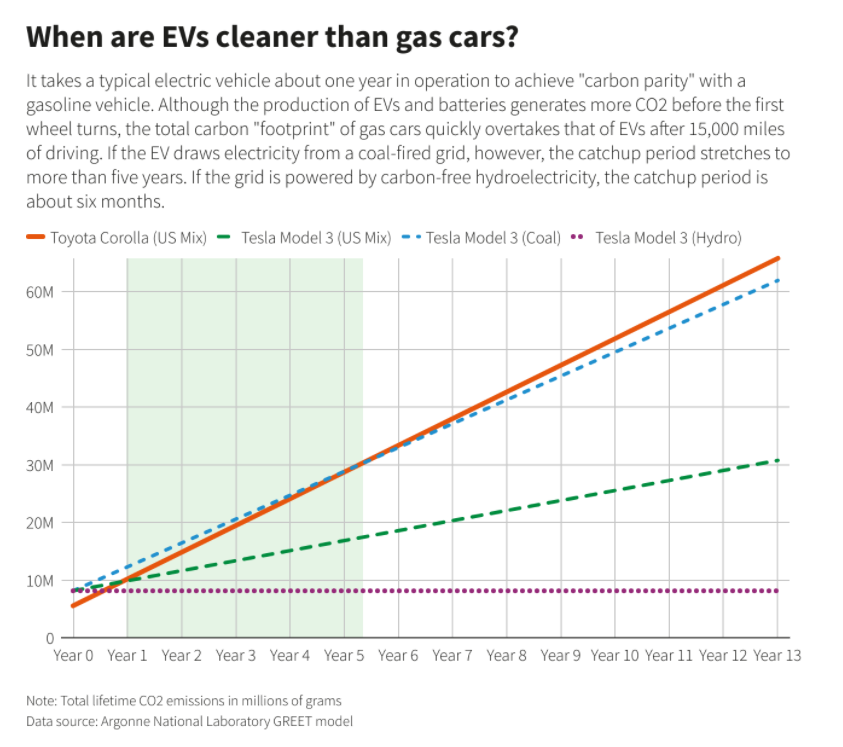 When are EVs cleaner than gas cars?
It takes a typical electric vehicle about one year in operation to achieve "carbon parity" with a
gasoline vehicle. Although the production of EVs and batteries generates more CO2 before the first
wheel turns, the total carbon "footprint" of gas cars quickly overtakes that of EVs after 15,000 miles
of driving. If the EV draws electricity from a coal-fired grid, however, the catchup period stretches to
more than five years. If the grid is powered by carbon-free hydroelectricity, the catchup period is
about six months.
Toyota Corolla (US Mix) Tesla Model 3 (US Mix) Tesla Model 3 (Coal) Tesla Model 3 (Hydro)
60M
50M
40M
30M
20M
10M
0
Year 0 Year 1 Year 2 Year 3 Year 4 Year 5 Year 6 Year 7 Year 8 Year 9 Year 10 Year 11 Year 12 Year 13
Note: Total lifetime CO2 emissions in millions of grams
Data source: Argonne National Laboratory GREET model